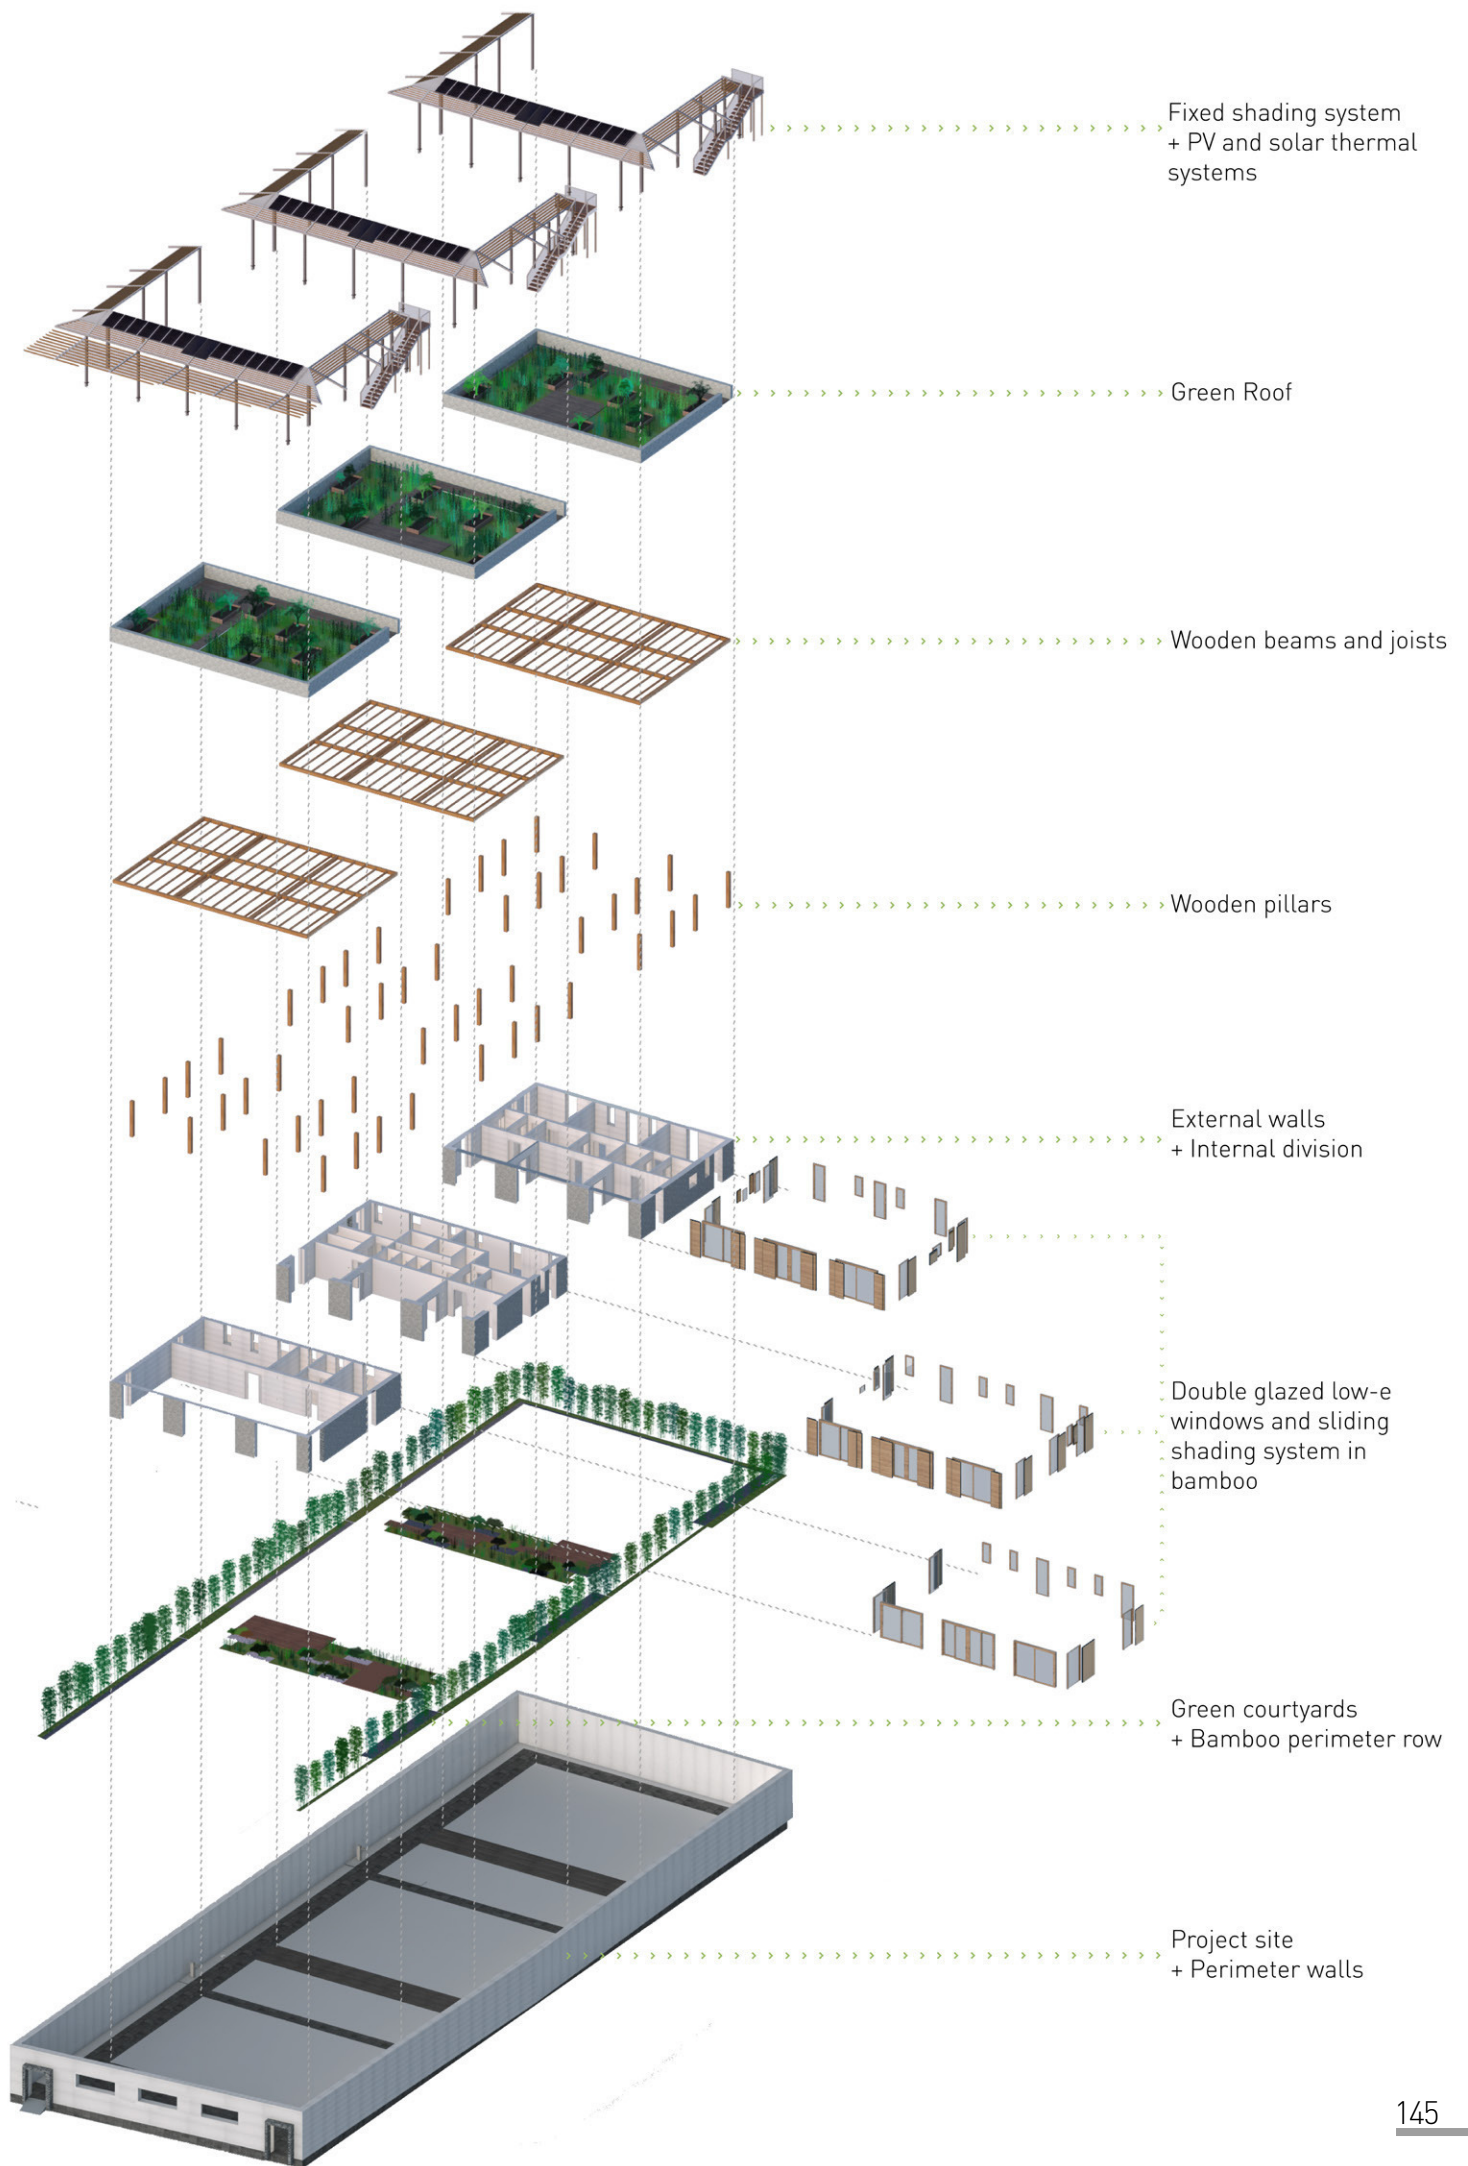 Fixed shading system
+ PV and solar thermal
systems
Green Roof
Wooden beams and joists
Wooden pillars
External walls
+ Internal division
Double glazed low-e
windows and sliding
shading system in
bamboo
Green courtyards
+ Bamboo perimeter row
Project site
+ Perimeter walls
145